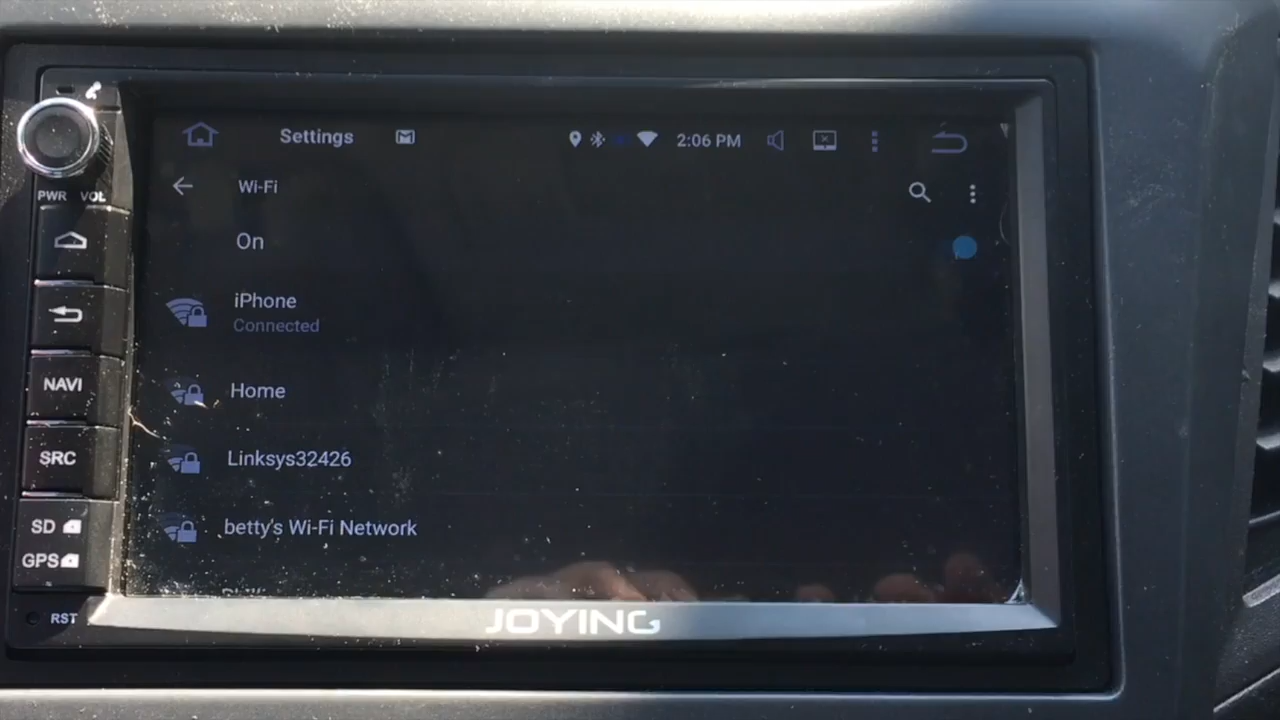 Settings
2:06 PM
PWR VOL
Wi-Fi
On
iPhone
Connected
Home
NAVI
Linksys32426
SRC
betty's Wi-Fi Network
SD
GPS
RST
JOYING